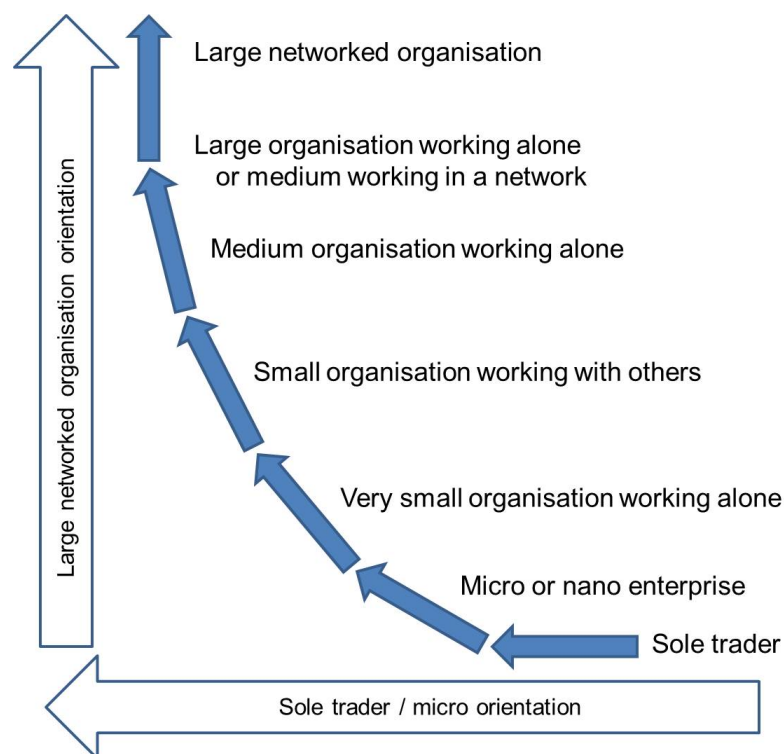 Large networked organisation
Large organisation working alone
or medium working in a network
Medium organisation working alone
Small organisation working with others
Very small organisation working alone
Micro or nano enterprise
Sole trader
Large networked organisation orientation
Sole trader / micro orientation